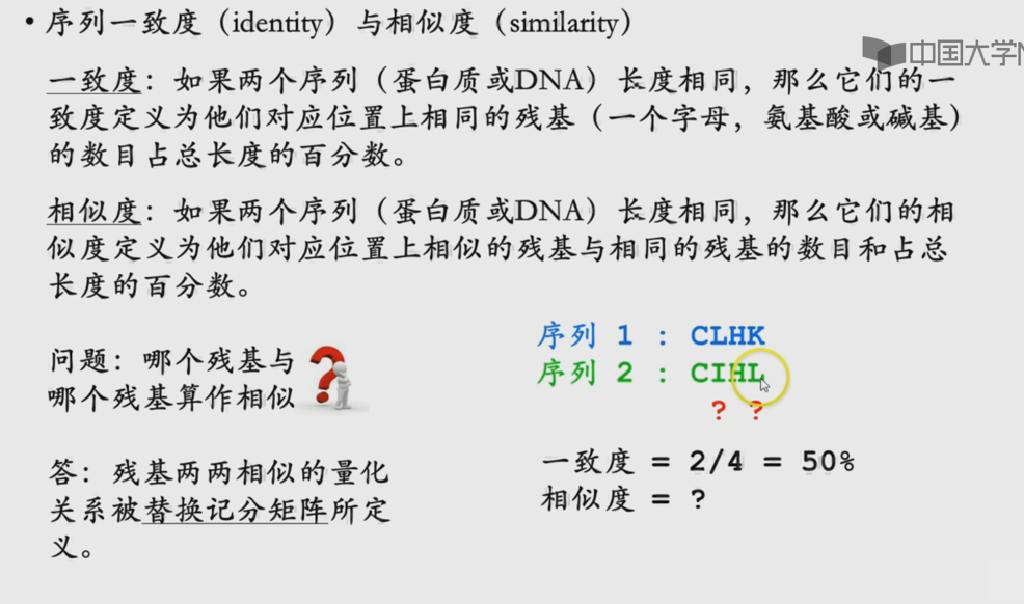 • 序列一致度（identity）与相似度（similarity）
中国大学M
一致度：如果两个序列（蛋白质或DNA）长度相同，那么它们的一
致度定义为他们对应位置上相同的残基（一个字母，氨基酸或碱基）
的数目占总长度的百分数。
相似度：如果两个序列（蛋白质或DNA）长度相同，那么它们的相
似度定义为他们对应位置上相似的残基与相同的残基的数目和占总
长度的百分数。
问题：哪个残基与
哪个残基算作相似
?
序列 1 : CLHK
序列 2 : CIHL
? ?
一致度 = 2/4 = 50%
相似度 = ?
答：残基两两相似的量化
关系被替换记分矩阵所定
义。